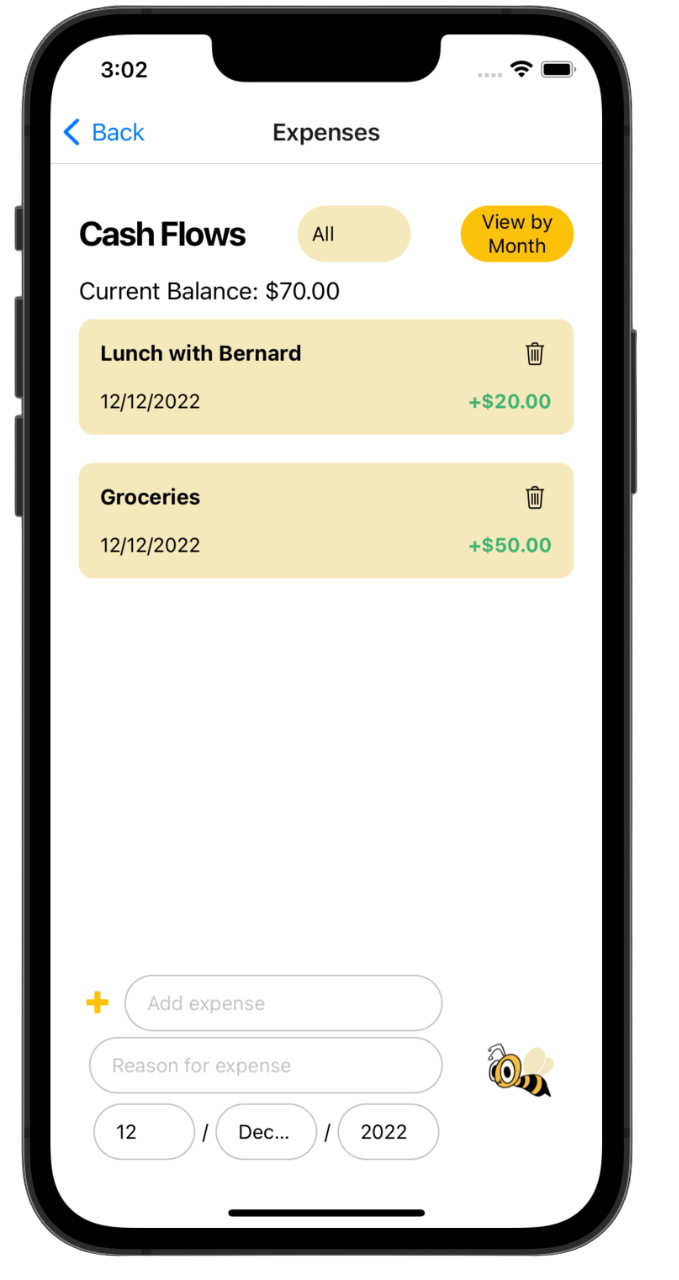 3:02
Back
Expenses
Cash Flows
All
View by
Month
Current Balance: $70.00
Lunch with Bernard
12/12/2022
+$20.00
Groceries
12/12/2022
+$50.00
+
Add expense
Reason for expense
12 / Dec... / 2022